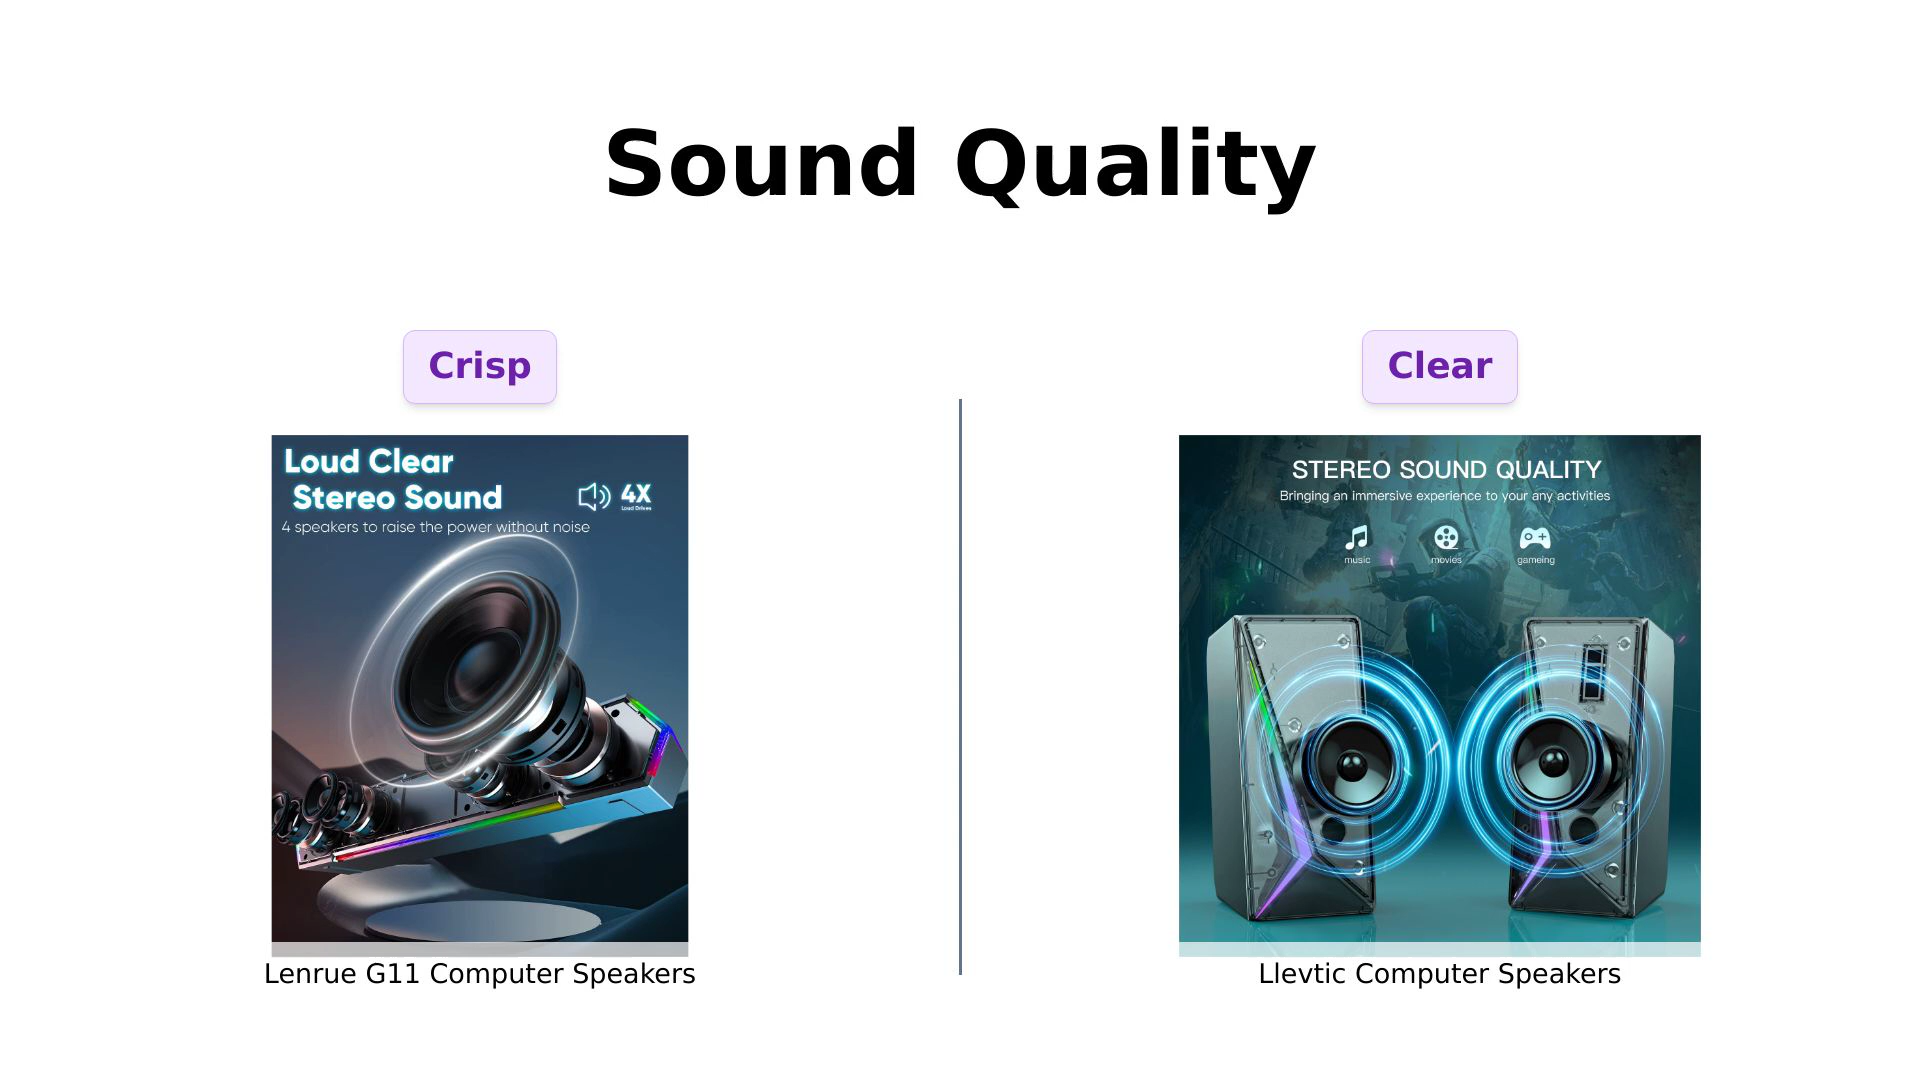 Sound Quality
Crisp
Clear
Loud Clear
Stereo Sound
4X
Loud Drives
4 speakers to raise the power without noise
STEREO SOUND QUALITY
Bringing an immersive experience to your any activities
music
movies
gameing
Lenrue G11 Computer Speakers
Llevtic Computer Speakers